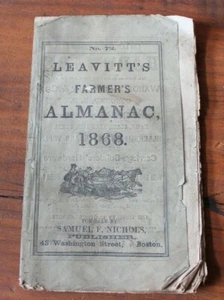 LEAVITT'S
FARMER'S
ALMANAC,
1868.
SAMUEL F. NICHOLS,
PUBLISHER,
Washington Street, Boston.